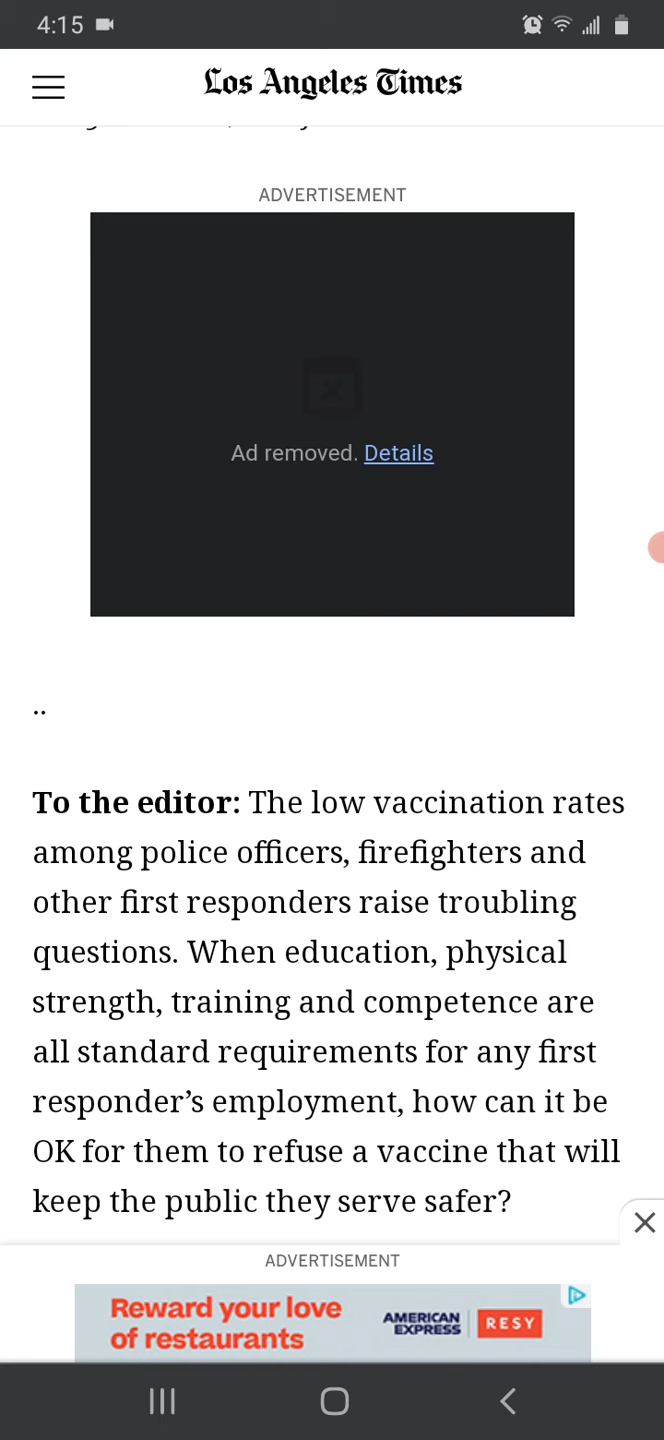 4:15
Los Angeles Times
ADVERTISEMENT
Ad removed. Details
..
To the editor: The low vaccination rates
among police officers, firefighters and
other first responders raise troubling
questions. When education, physical
strength, training and competence are
all standard requirements for any first
responder’s employment, how can it be
OK for them to refuse a vaccine that will
keep the public they serve safer?
ADVERTISEMENT
Reward your love
of restaurants
AMERICAN
EXPRESS
RESY